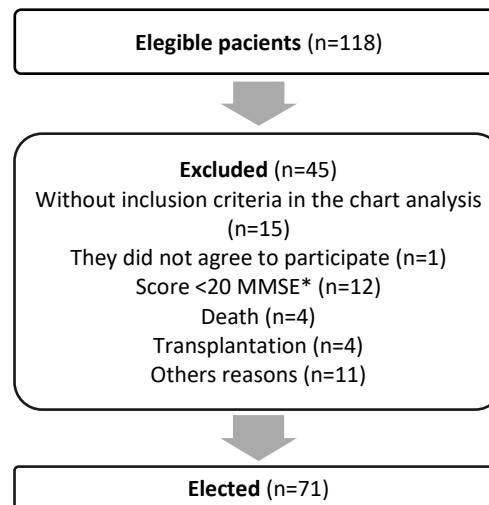 Elegible pacients (n=118)
Excluded (n=45)
Without inclusion criteria in the chart analysis
(n=15)
They did not agree to participate (n=1)
Score <20 MMSE* (n=12)
Death (n=4)
Transplantation (n=4)
Others reasons (n=11)
Elected (n=71)